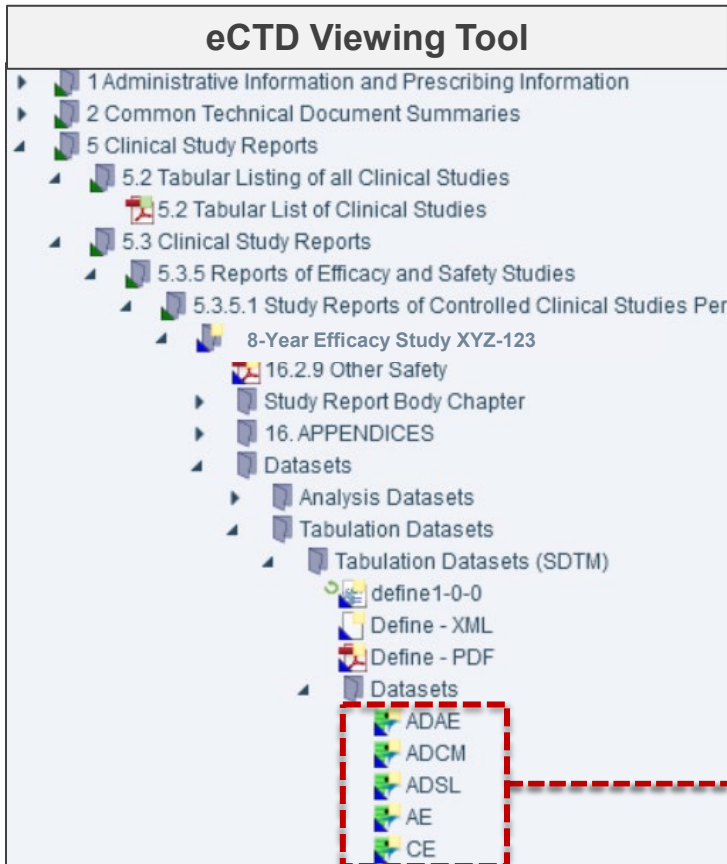 eCTD Viewing Tool
1 Administrative Information and Prescribing Information
2 Common Technical Document Summaries
5 Clinical Study Reports
5.2 Tabular Listing of all Clinical Studies
5.2 Tabular List of Clinical Studies
5.3 Clinical Study Reports
5.3.5 Reports of Efficacy and Safety Studies
5.3.5.1 Study Reports of Controlled Clinical Studies Per
8-Year Efficacy Study XYZ-123
16.2.9 Other Safety
Study Report Body Chapter
16. APPENDICES
Datasets
Analysis Datasets
Tabulation Datasets
Tabulation Datasets (SDTM)
define1-0-0
Define - XML
Define - PDF
Datasets
ADAE
ADCM
ADSL
AE
CE